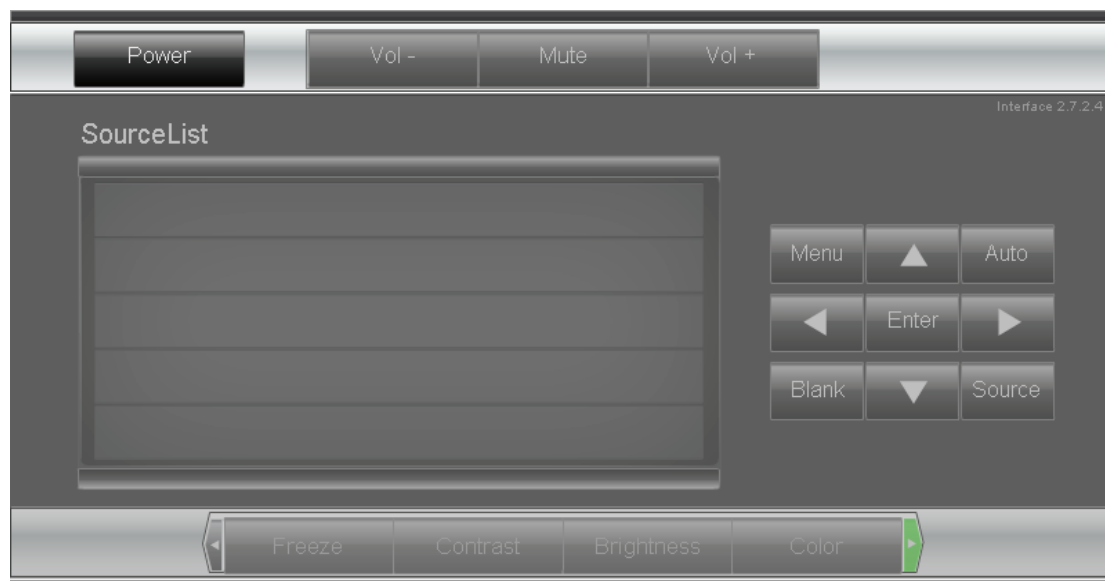 Power Vol - Mute Vol +
Interface 2.7.2.4
SourceList
Menu Auto
Enter
Blank Source
Freeze Contrast Brightness Color